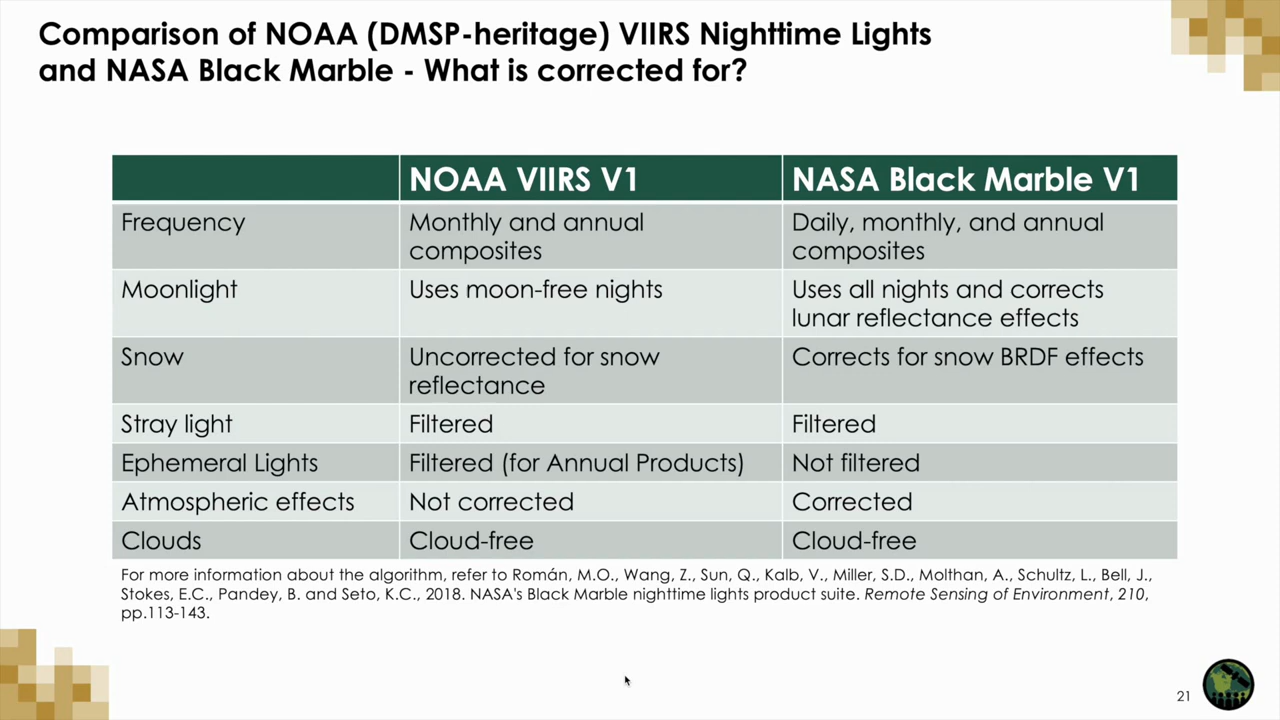 Comparison of NOAA (DMSP-heritage) VIIRS Nighttime Lights
and NASA Black Marble - What is corrected for?
NOAA VIIRS V1
NASA Black Marble V1
Frequency
Monthly and annual
composites
Daily, monthly, and annual
composites
Moonlight
Uses moon-free nights
Uses all nights and corrects
lunar reflectance effects
Snow
Uncorrected for snow
reflectance
Corrects for snow BRDF effects
Stray light
Filtered
Filtered
Ephemeral Lights
Filtered (for Annual Products)
Not filtered
Atmospheric effects
Not corrected
Corrected
Clouds
Cloud-free
Cloud-free
For more information about the algorithm, refer to Román, M.O., Wang, Z., Sun, Q., Kalb, V., Miller, S.D., Molthan, A., Schultz, L., Bell, J.,
Stokes, E.C., Pandey, B. and Seto, K.C., 2018. NASA's Black Marble nighttime lights product suite. Remote Sensing of Environment, 210,
pp.113-143.
21